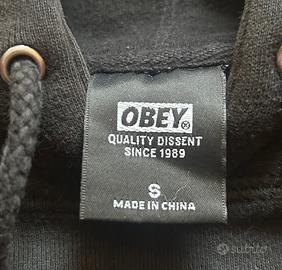 OBEY®
QUALITY DISSENT
SINCE 1989
S
MADE IN CHINA
subito